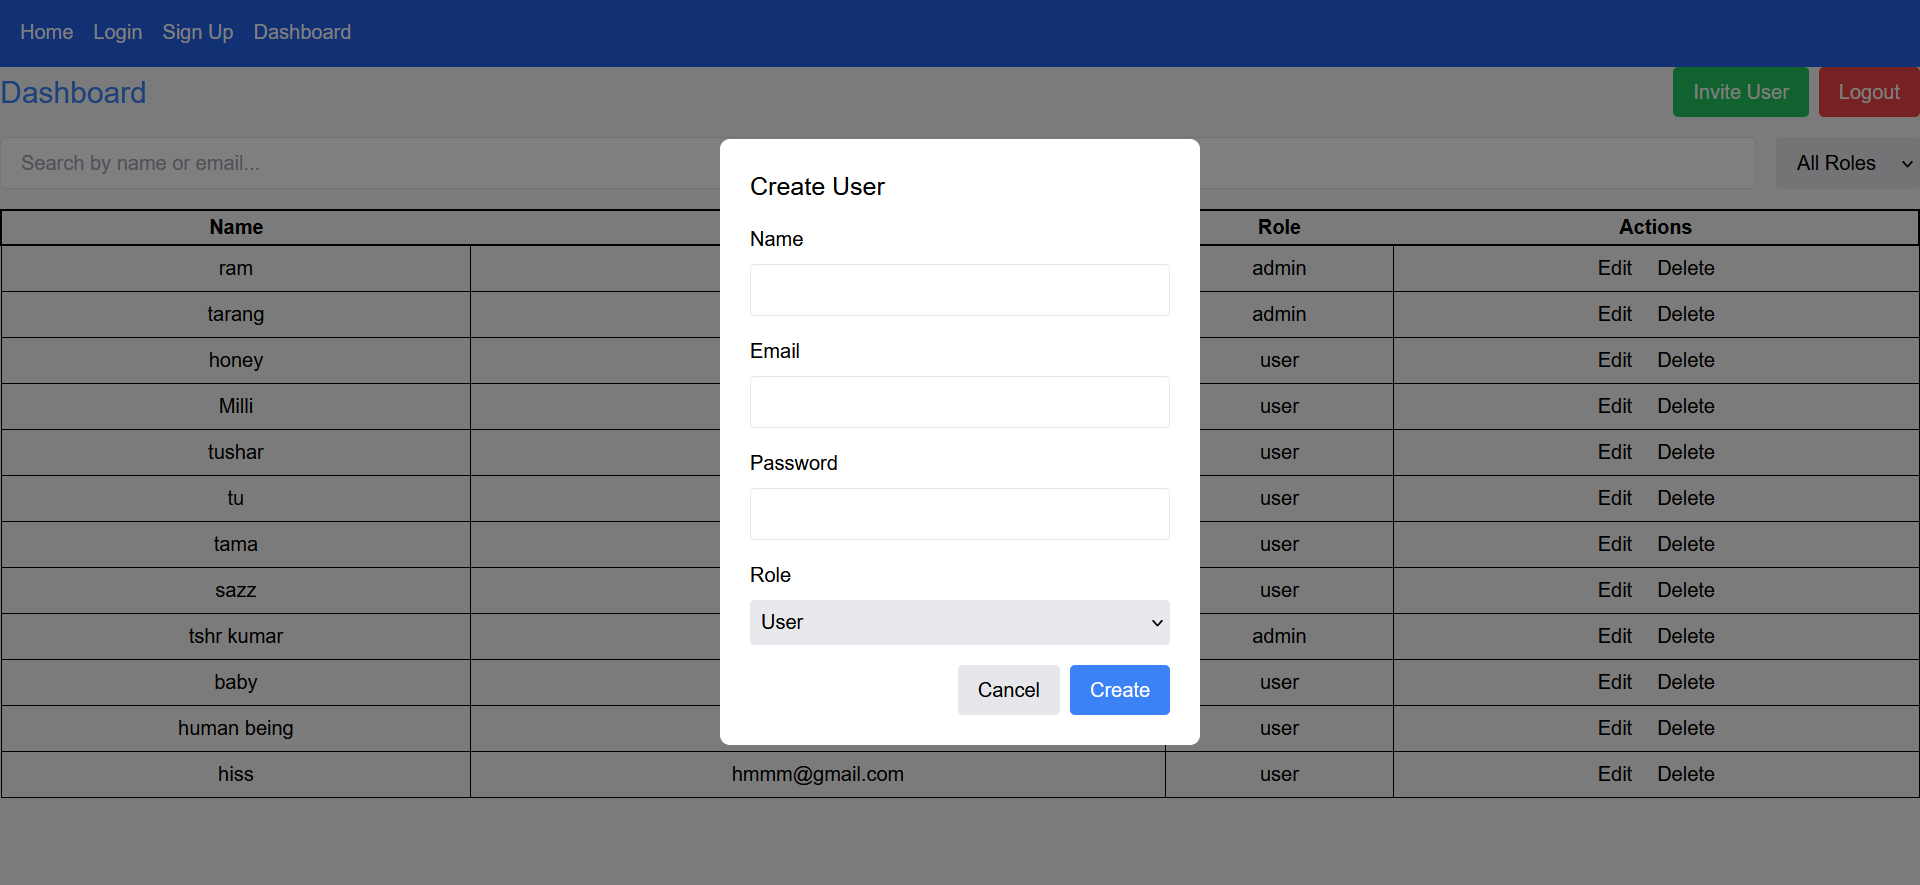 Home Login Sign Up Dashboard
Dashboard
Invite User Logout
Search by name or email...
All Roles
Name Role Actions
ram admin Edit Delete
tarang admin Edit Delete
honey user Edit Delete
Milli user Edit Delete
tushar user Edit Delete
tu user Edit Delete
tama user Edit Delete
sazz user Edit Delete
tshr kumar admin Edit Delete
baby user Edit Delete
human being user Edit Delete
hiss hmmm@gmail.com user Edit Delete
Create User
Name
Email
Password
Role
User
Cancel Create